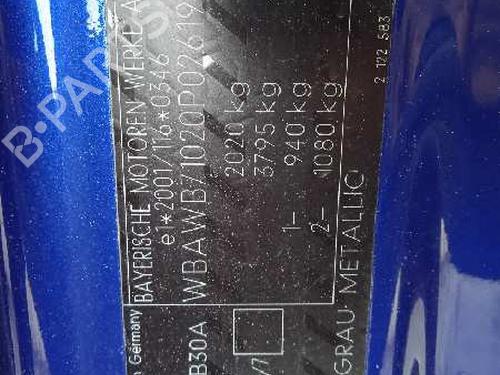 BAYERISCHE MOTOREN WERKE A
e1*2001/116*0346
WBAWB71020P02619
2020 kg
3795 kg
1- 940 kg
2- 1080 kg
Germany
B30A
GRAU METALLIC
2 122 583
B-PARTS